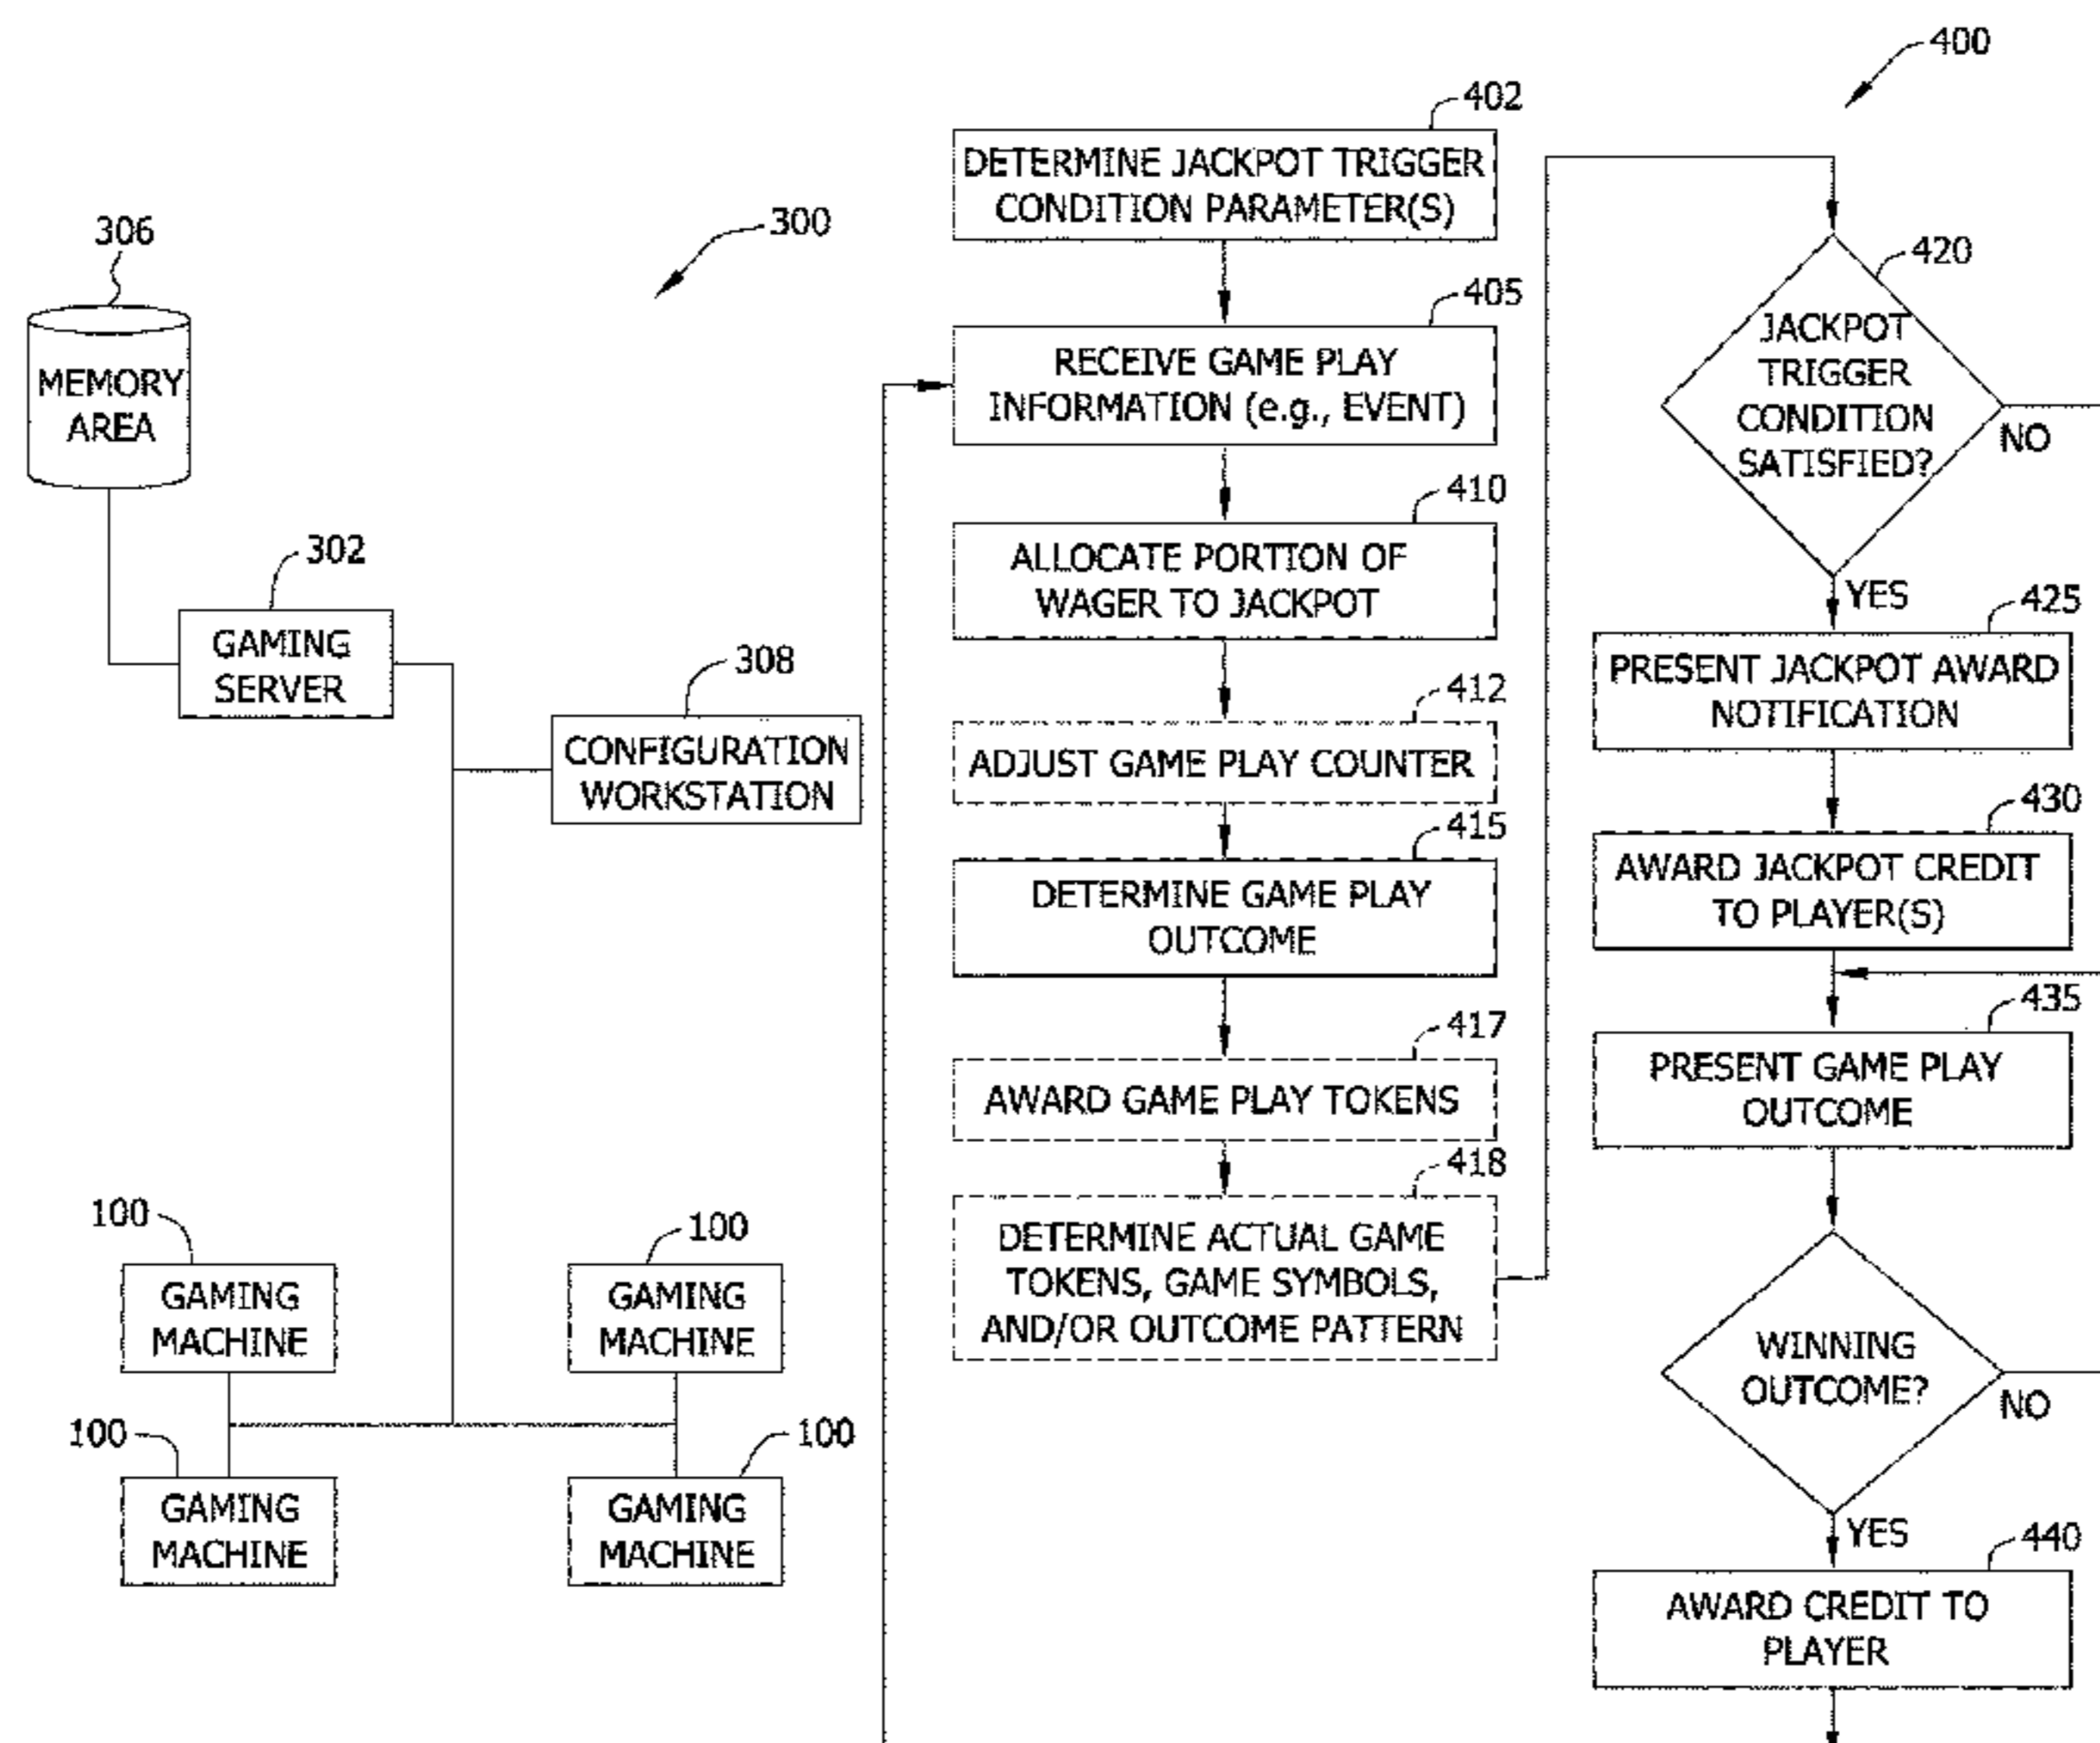 306
300
MEMORY
AREA
302
GAMING
SERVER
308
CONFIGURATION
WORKSTATION
100
GAMING
MACHINE
100
GAMING
MACHINE
100
GAMING
MACHINE
100
GAMING
MACHINE
400
402
DETERMINE JACKPOT TRIGGER
CONDITION PARAMETER(S)
405
RECEIVE GAME PLAY
INFORMATION (e.g., EVENT)
410
ALLOCATE PORTION OF
WAGER TO JACKPOT
412
ADJUST GAME PLAY COUNTER
415
DETERMINE GAME PLAY
OUTCOME
417
AWARD GAME PLAY TOKENS
418
DETERMINE ACTUAL GAME
TOKENS, GAME SYMBOLS,
AND/OR OUTCOME PATTERN
420
JACKPOT
TRIGGER
CONDITION
SATISFIED?
NO
YES
425
PRESENT JACKPOT AWARD
NOTIFICATION
430
AWARD JACKPOT CREDIT
TO PLAYER(S)
435
PRESENT GAME PLAY
OUTCOME
WINNING
OUTCOME?
NO
YES
440
AWARD CREDIT TO
PLAYER